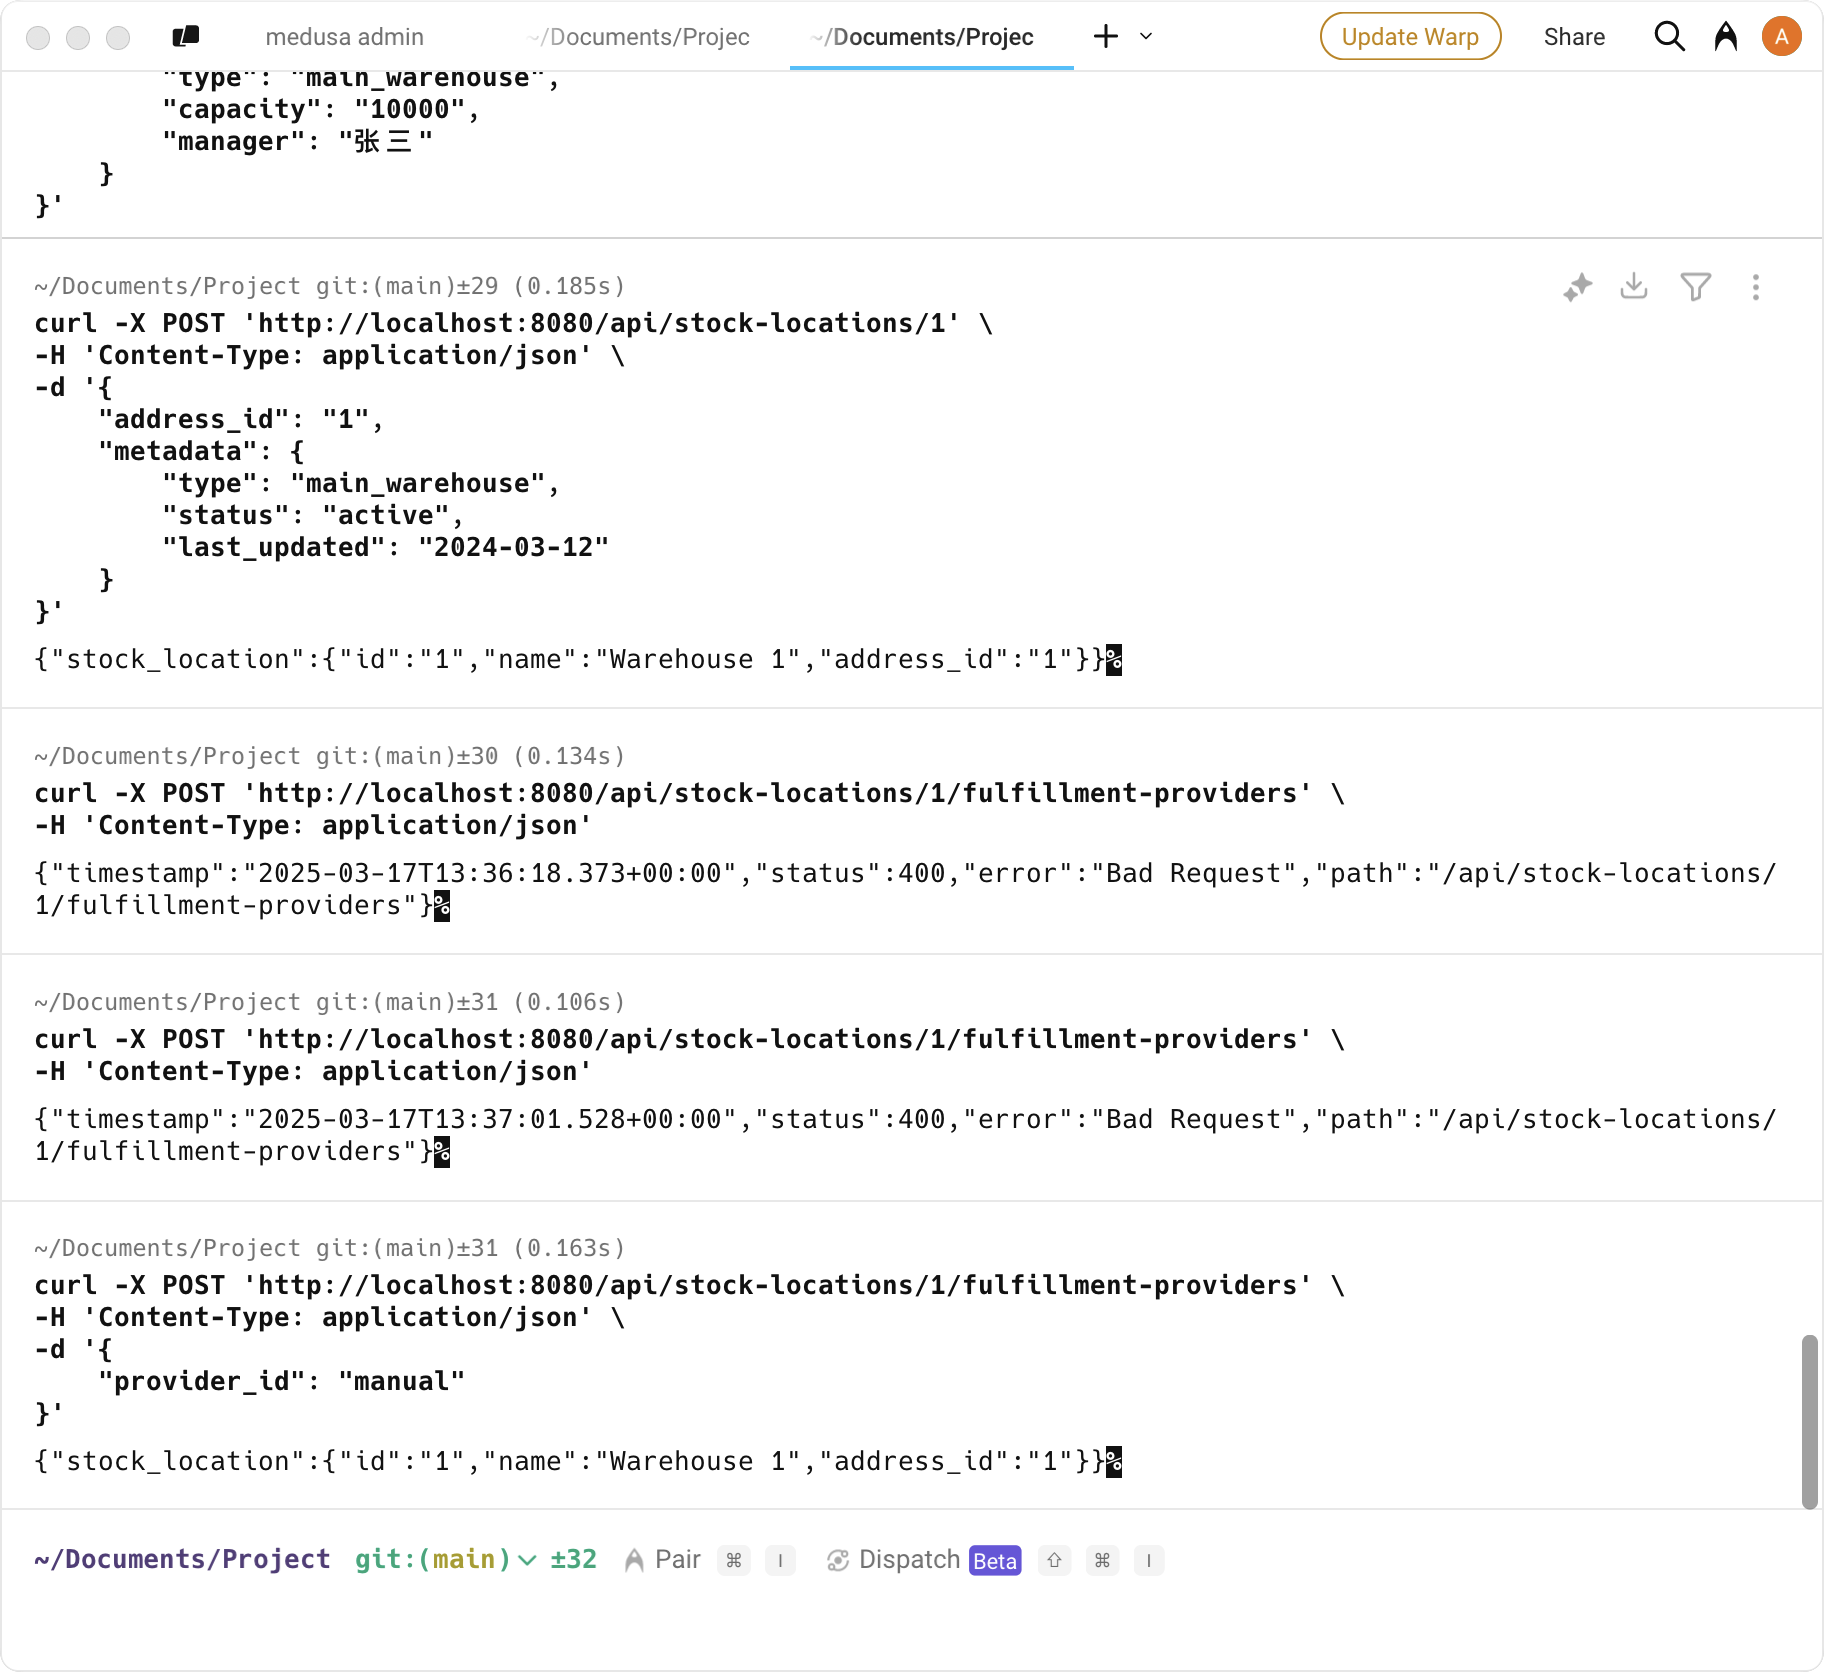 medusa admin
~/Documents/Projec
~/Documents/Projec
Update Warp
Share
A
"type": "main_warehouse",
"capacity": "10000",
"manager": "张三"
}
}'
~/Documents/Project git:(main)±29 (0.185s)
curl -X POST 'http://localhost:8080/api/stock-locations/1' \
-H 'Content-Type: application/json' \
-d '{
"address_id": "1",
"metadata": {
"type": "main_warehouse",
"status": "active",
"last_updated": "2024-03-12"
}
}'
{"stock_location":{"id":"1","name":"Warehouse 1","address_id":"1"}}%
~/Documents/Project git:(main)±30 (0.134s)
curl -X POST 'http://localhost:8080/api/stock-locations/1/fulfillment-providers' \
-H 'Content-Type: application/json'
{"timestamp":"2025-03-17T13:36:18.373+00:00","status":400,"error":"Bad Request","path":"/api/stock-locations/
1/fulfillment-providers"}%
~/Documents/Project git:(main)±31 (0.106s)
curl -X POST 'http://localhost:8080/api/stock-locations/1/fulfillment-providers' \
-H 'Content-Type: application/json'
{"timestamp":"2025-03-17T13:37:01.528+00:00","status":400,"error":"Bad Request","path":"/api/stock-locations/
1/fulfillment-providers"}%
~/Documents/Project git:(main)±31 (0.163s)
curl -X POST 'http://localhost:8080/api/stock-locations/1/fulfillment-providers' \
-H 'Content-Type: application/json' \
-d '{
"provider_id": "manual"
}'
{"stock_location":{"id":"1","name":"Warehouse 1","address_id":"1"}}%
~/Documents/Project git:(main) ±32 Pair ⌘ I Dispatch Beta ⇧ ⌘ I